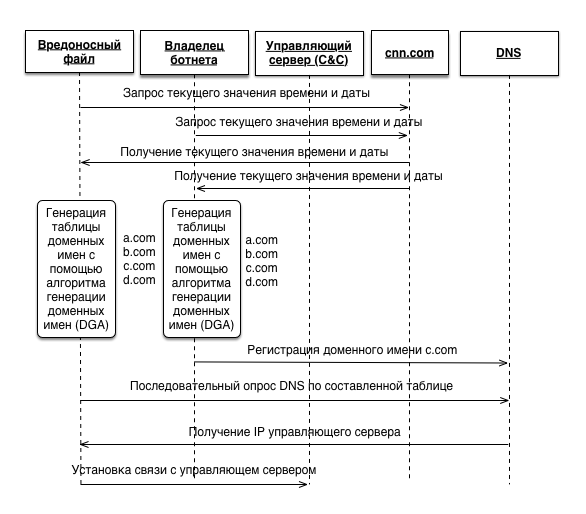 Вредоносный
файл
Владелец
ботнета
Управляющий
сервер (C&C)
cnn.com
DNS
Запрос текущего значения времени и даты
Запрос текущего значения времени и даты
Получение текущего значения времени и даты
Получение текущего значения времени и даты
Генерация
таблицы
доменных
имен с
помощью
алгоритма
генерации
доменных
имен (DGA)
a.com
b.com
c.com
d.com
Генерация
таблицы
доменных
имен с
помощью
алгоритма
генерации
доменных
имен (DGA)
a.com
b.com
c.com
d.com
Регистрация доменного имени c.com
Последовательный опрос DNS по составленной таблице
Получение IP управляющего сервера
Установка связи с управляющем сервером